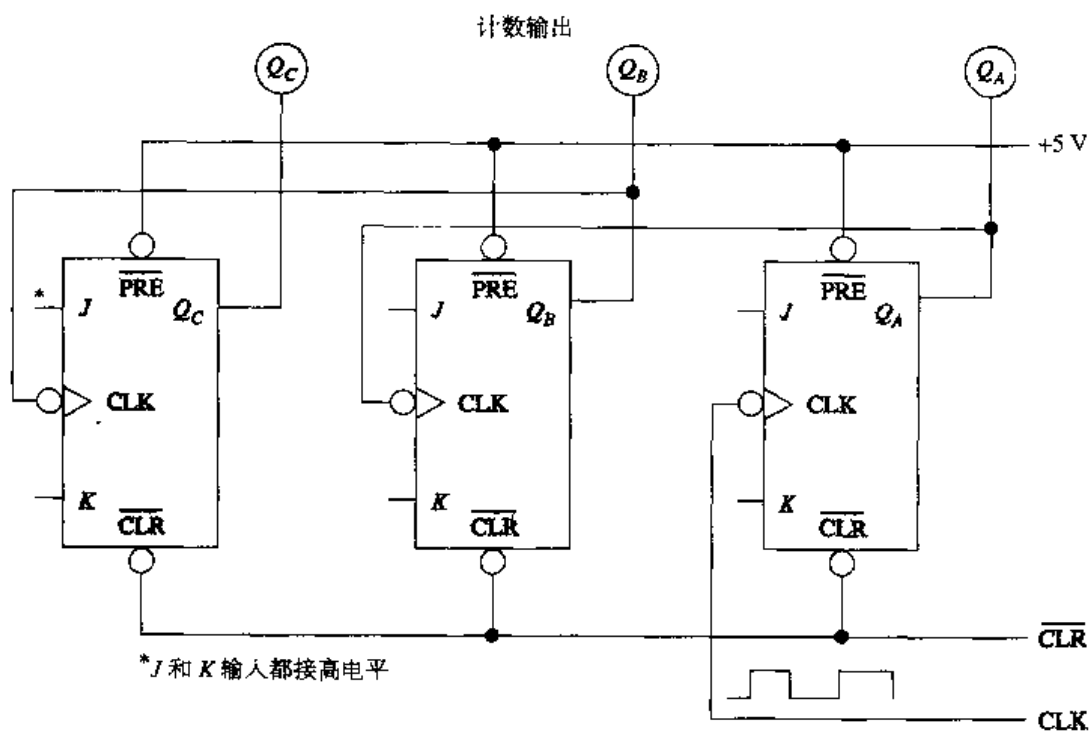 计数输出
Q_C Q_B Q_A
+5 V
PRE PRE PRE
* J Q_C J Q_B J Q_A
CLK CLK CLK
K K K
CLR CLR CLR
CLR
*J 和 K 输入都接高电平
CLK